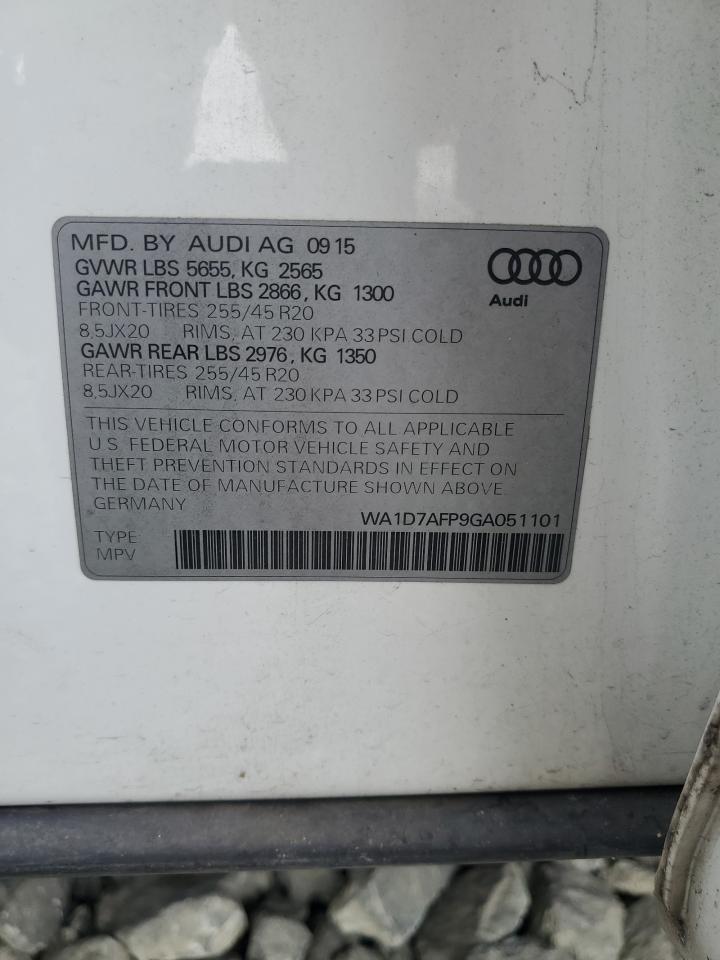 MFD. BY AUDI AG 09 15
GVWR LBS 5655, KG 2565
GAWR FRONT LBS 2866, KG 1300
FRONT-TIRES 255/45 R20
8,5JX20 RIMS, AT 230 KPA 33 PSI COLD
GAWR REAR LBS 2976, KG 1350
REAR-TIRES 255/45 R20
8,5JX20 RIMS, AT 230 KPA 33 PSI COLD
Audi
THIS VEHICLE CONFORMS TO ALL APPLICABLE
U.S. FEDERAL MOTOR VEHICLE SAFETY AND
THEFT PREVENTION STANDARDS IN EFFECT ON
THE DATE OF MANUFACTURE SHOWN ABOVE.
GERMANY
WA1D7AFP9GA051101
TYPE
MPV